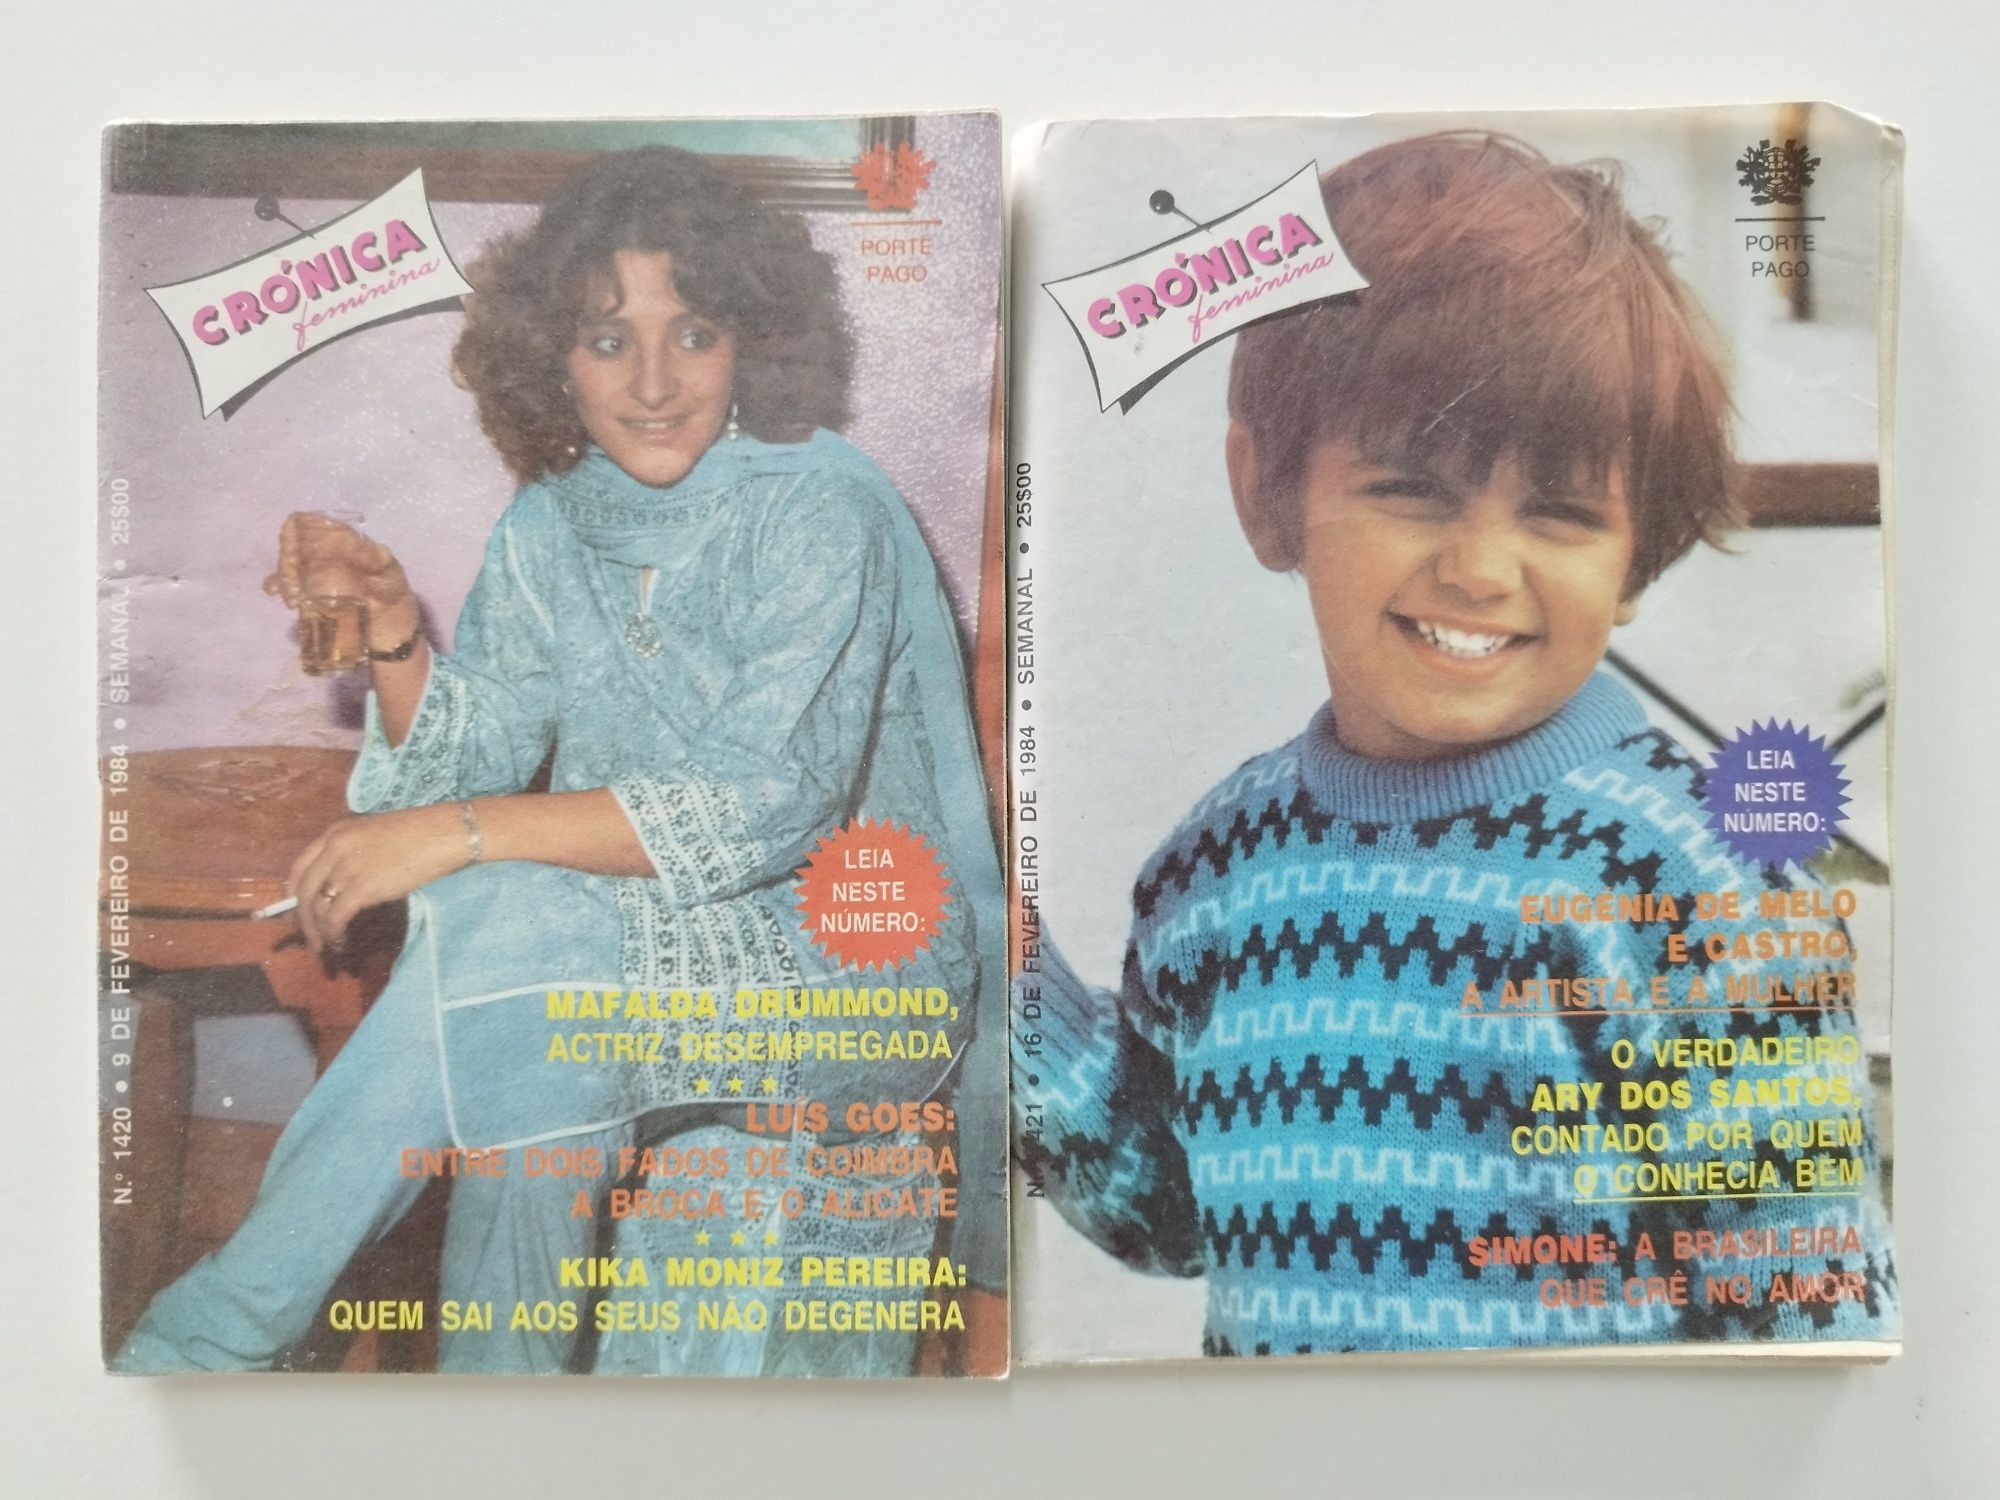 CRÓNICA
feminina
PORTE
PAGO
N.º 1420 • 9 DE FEVEREIRO DE 1984 • SEMANAL • 25$00
LEIA
NESTE
NÚMERO:
MAFALDA DRUMMOND,
ACTRIZ DESEMPREGADA
★ ★ ★
LUÍS GOES:
ENTRE DOIS FADOS DE COIMBRA
A BROCA E O ALICATE
★ ★ ★
KIKA MONIZ PEREIRA:
QUEM SAI AOS SEUS NÃO DEGENERA
CRÓNICA
feminina
PORTE
PAGO
421 • 16 DE FEVEREIRO DE 1984 • SEMANAL • 25$00
LEIA
NESTE
NÚMERO:
EUGÉNIA DE MELO
E CASTRO,
A ARTISTA E A MULHER
O VERDADEIRO
ARY DOS SANTOS,
CONTADO POR QUEM
O CONHECIA BEM
SIMONE: A BRASILEIRA
QUE CRÊ NO AMOR